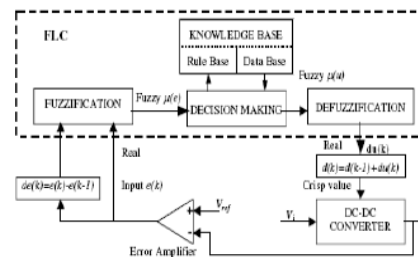 FLC
KNOWLEDGE BASE
Rule Base
Data Base
Fuzzy μ(e)
Fuzzy μ(u)
FUZZIFICATION
DECISION MAKING
DEFUZZIFICATION
Real
Real
du(k)
de(k)=e(k)-e(k-1)
Input e(k)
d(k)=d(k-1)+du(k)
Crisp value
Vref
+
-
Vi
DC-DC
CONVERTER
Error Amplifier